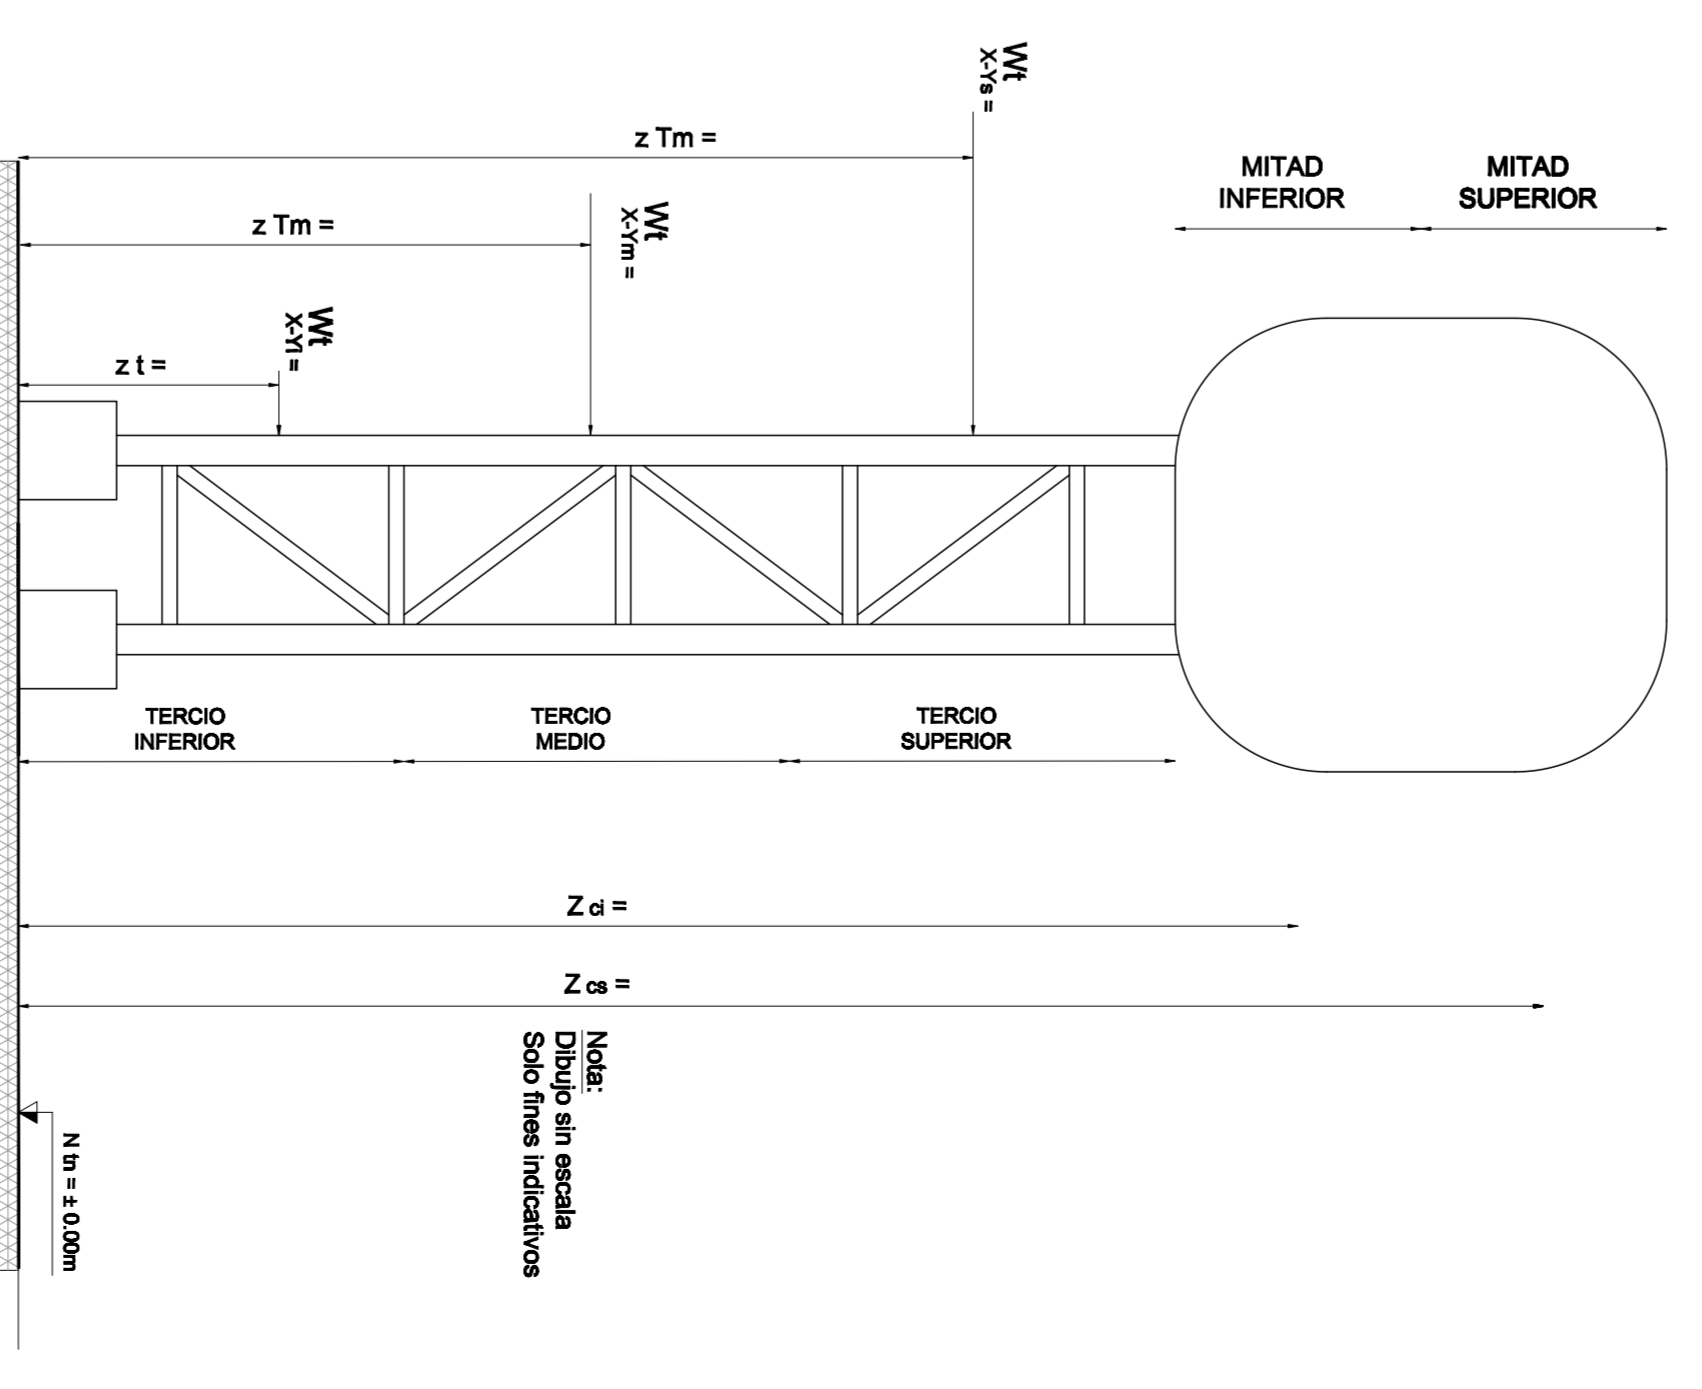 Wt
X-Ys =
z Tm =
MITAD
INFERIOR
MITAD
SUPERIOR
Wt
X-Ym =
z Tm =
Wt
X-Yi =
z t =
TERCIO
INFERIOR
TERCIO
MEDIO
TERCIO
SUPERIOR
Z ci =
Z cs =
Nota:
Dibujo sin escala
Solo fines indicativos
N tn = ± 0.00m